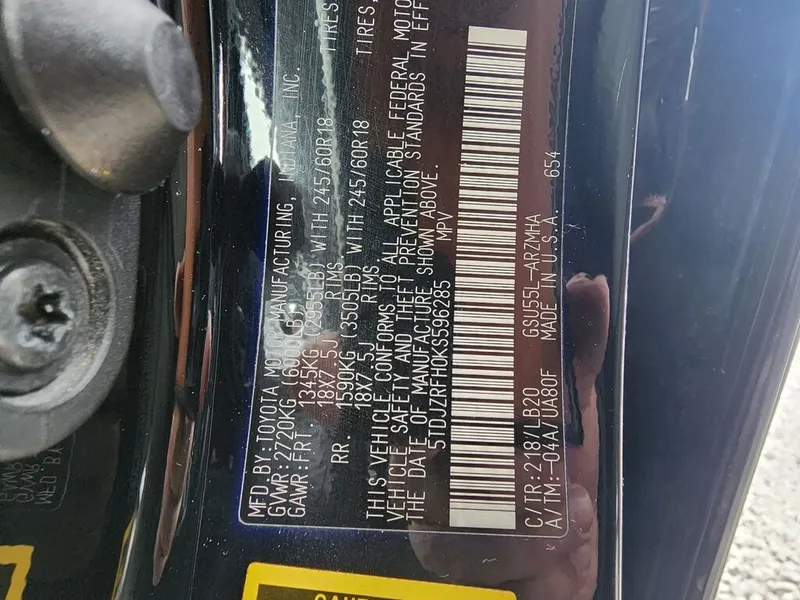 MFD.BY:TOYOTA MOTOR MANUFACTURING, INDIANA, INC.
GVWR:2720KG (6000LB)
GAWR:FRT. 1345KG (2955LB) WITH 245/60R18 TIRES,
18X7.5J RIMS
RR. 1590KG (3505LB) WITH 245/60R18 TIRES,
18X7.5J RIMS
THIS VEHICLE CONFORMS TO ALL APPLICABLE FEDERAL MOTOR
VEHICLE SAFETY AND THEFT PREVENTION STANDARDS IN EFF
THE DATE OF MANUFACTURE SHOWN ABOVE.
5TDJZRFH0KS596285 MPV
C/TR:218/LB20 GSU55L-ARZMHA
A/TM:-04A/UA80F MADE IN U.S.A. 654